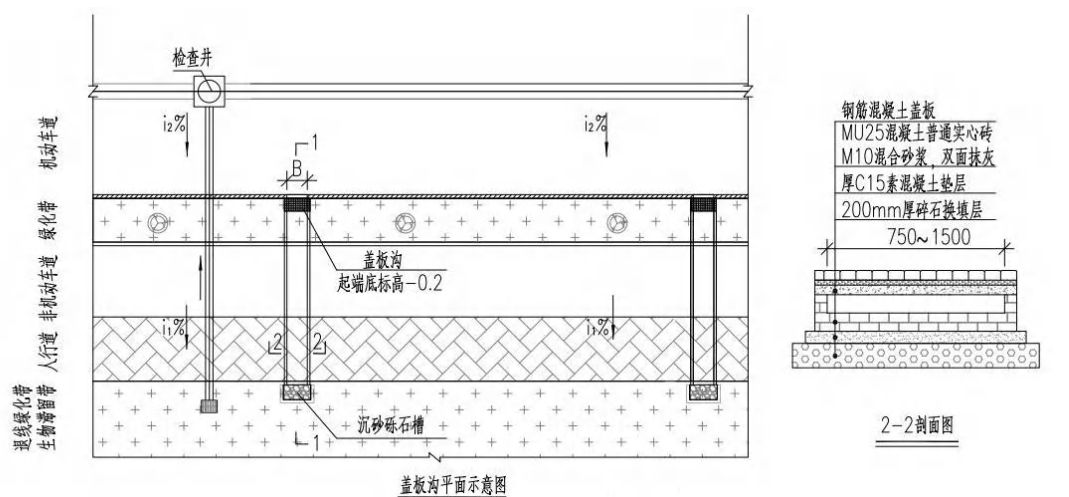 检查井
i₂%
i₂%
1
B
机动车道
绿化带
盖板沟
起端底标高-0.2
非机动车道
i₁%
i₁%
人行道
2
2
退线绿化带
生物滞留带
沉砂砾石槽
1
盖板沟平面示意图
钢筋混凝土盖板
MU25混凝土普通实心砖
M10混合砂浆，双面抹灰
厚C15素混凝土垫层
200mm厚碎石换填层
750~1500
2-2剖面图